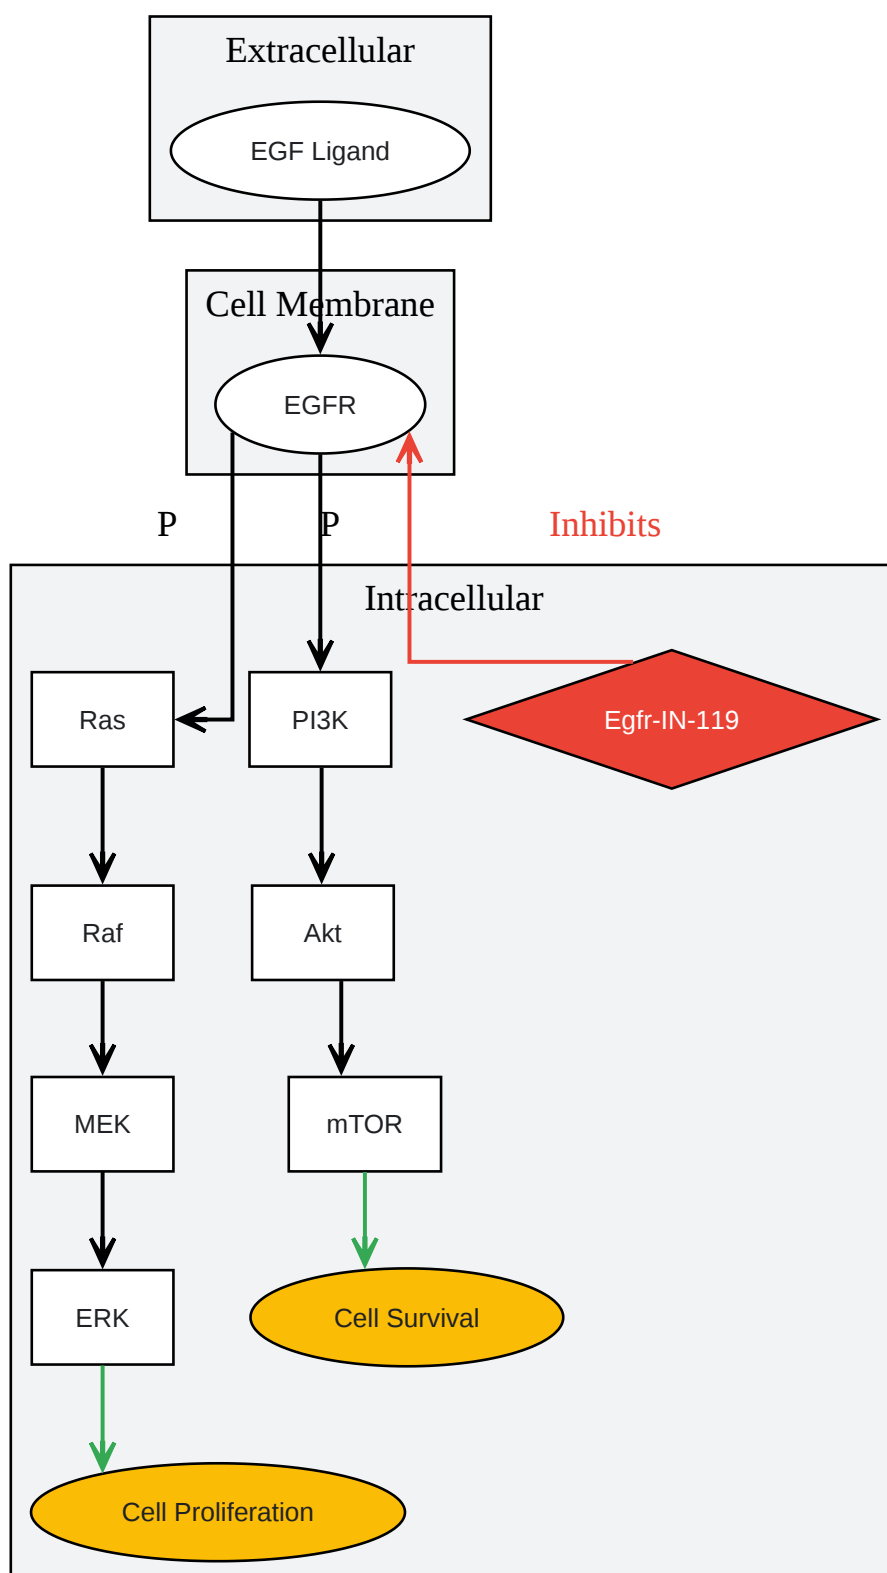 Extracellular
EGF Ligand
Cell Membrane
EGFR
P
P
Inhibits
Intracellular
Ras
PI3K
Egfr-IN-119
Raf
Akt
MEK
mTOR
ERK
Cell Survival
Cell Proliferation